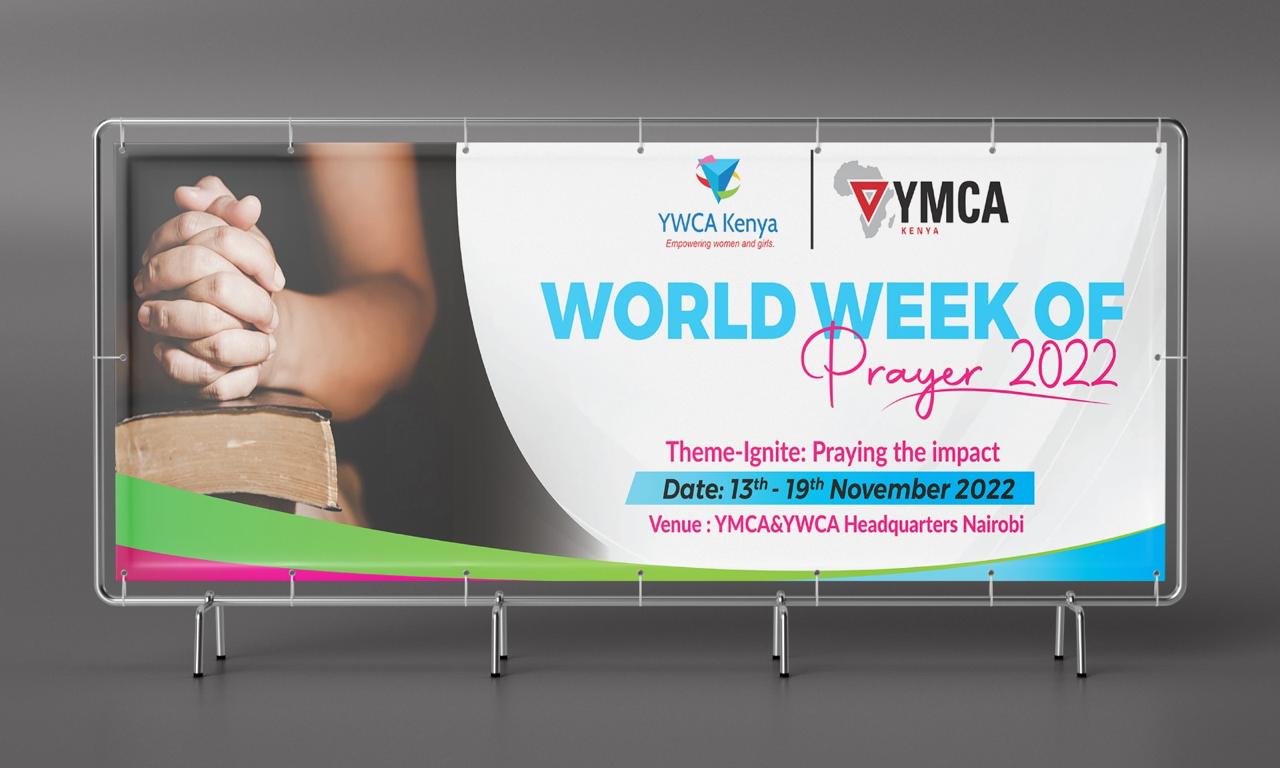 YWCA Kenya
Empowering women and girls.
YMCA
KENYA
WORLD WEEK OF
Prayer 2022
Theme-Ignite: Praying the impact
Date: 13th - 19th November 2022
Venue : YMCA&YWCA Headquarters Nairobi